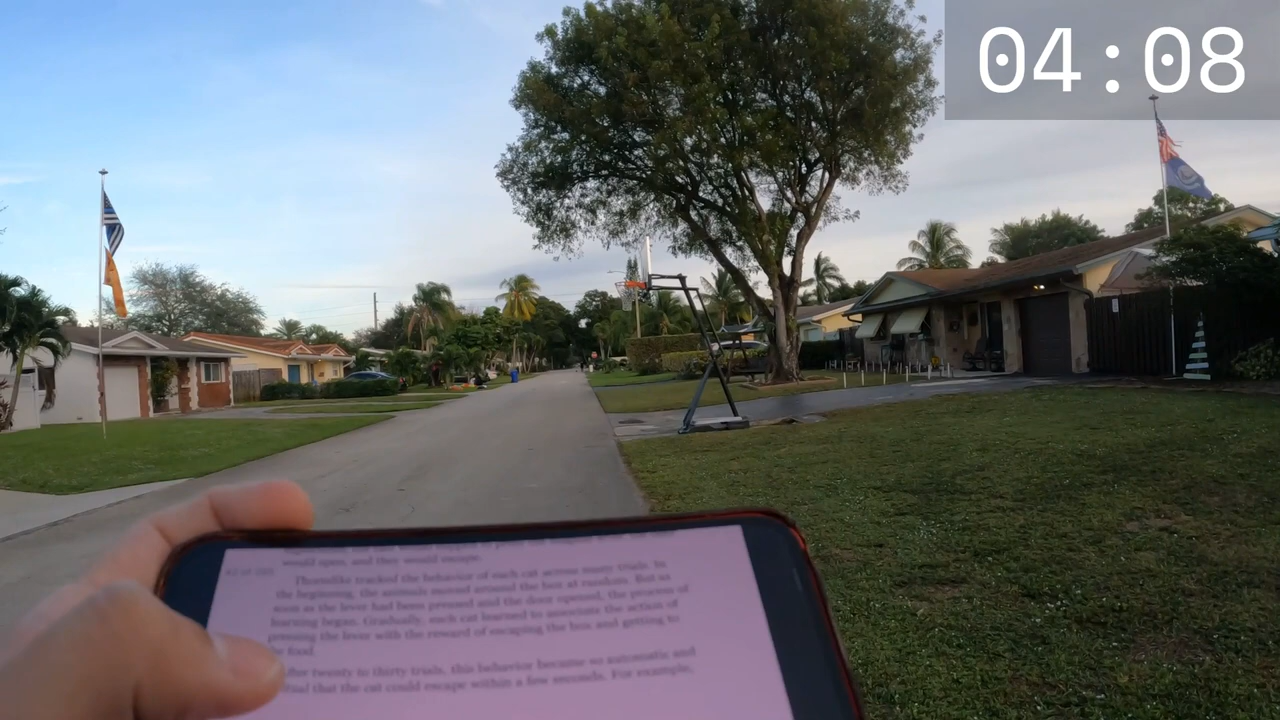 04:08
would open, and then would escape.
Thorndike tracked the behavior of each cat across many trials. In
the beginning, the animals moved around the box at random. But as
soon as the lever had been pressed and the door opened, the process of
learning began. Gradually, each cat learned to associate the action of
pressing the lever with the reward of escaping the box and getting to
the food.
After twenty to thirty trials, this behavior became so automatic and
that the cat could escape within a few seconds. For example,